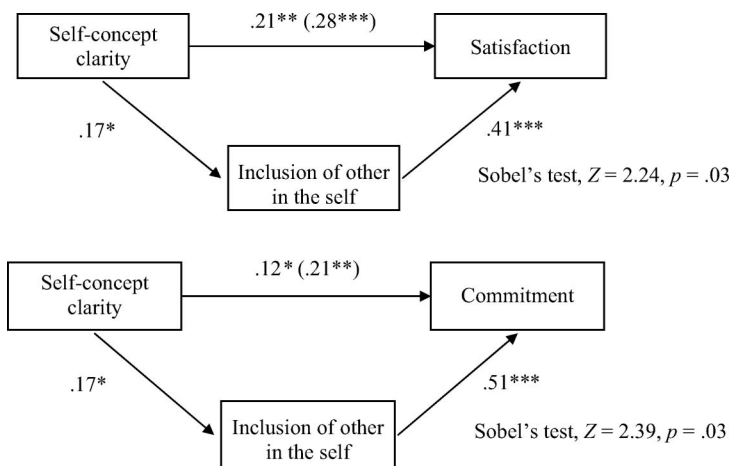 .21** (.28***)
Self-concept
clarity
Satisfaction
.17*
.41***
Inclusion of other
in the self
Sobel's test, Z = 2.24, p = .03
.12* (.21**)
Self-concept
clarity
Commitment
.17*
.51***
Inclusion of other
in the self
Sobel's test, Z = 2.39, p = .03